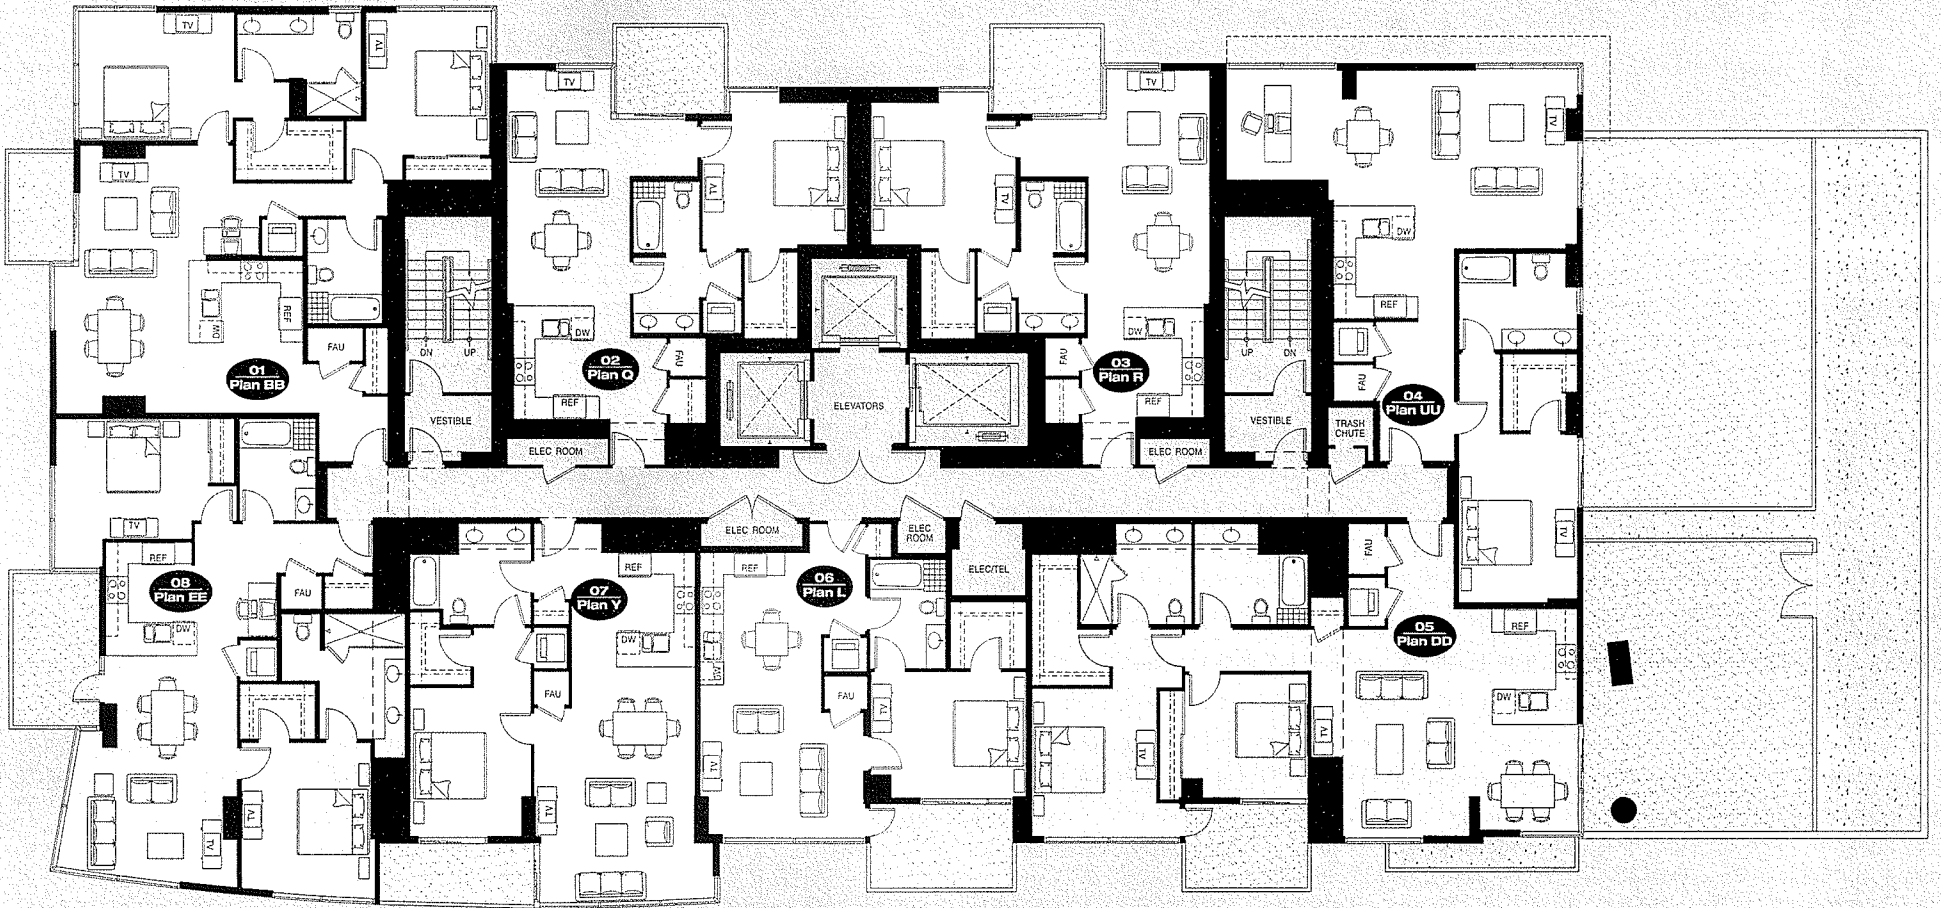 TV
TV
TV
TV
TV
TV
TV
TV
TV
DW
DW
REF
REF
DW
FAU
DN
UP
UP
DN
01
Plan BB
02
Plan Q
FAU
DW
REF
FAU
03
Plan R
REF
FAU
04
Plan UU
VESTIBLE
ELEVATORS
VESTIBLE
TRASH
CHUTE
ELEC ROOM
ELEC ROOM
TV
ELEC ROOM
ELEC
ROOM
TV
REF
08
Plan EE
FAU
DW
07
Plan Y
REF
DW
REF
06
Plan L
ELEC/TEL
FAU
05
Plan DD
REF
DW
FAU
DW
FAU
TV
TV
TV
TV
TV
TV
TV
TV